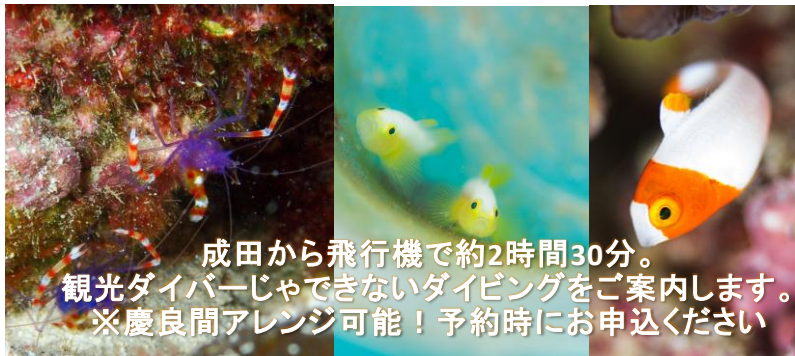 成田から飛行機で約2時間30分。
観光ダイバーじゃできないダイビングをご案内します。
※慶良間アレンジ可能！予約時にお申込ください